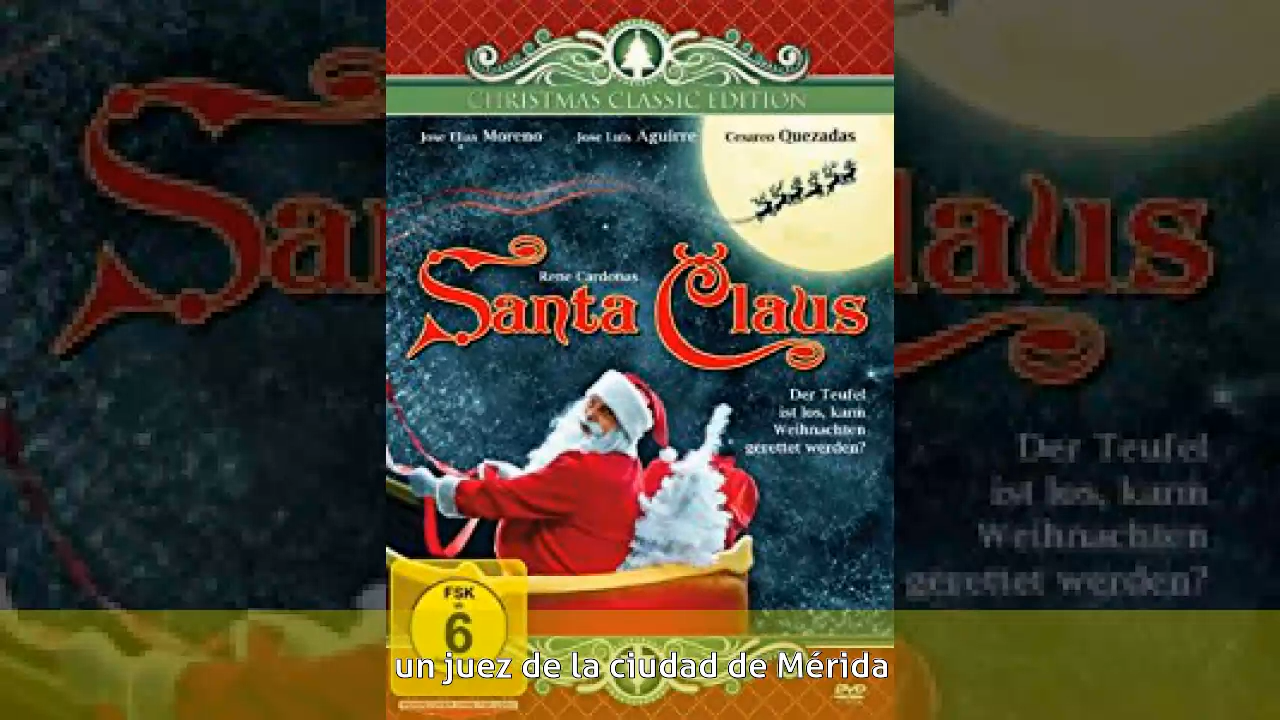 CHRISTMAS CLASSIC EDITION
Jose Elias Moreno Jose Luis Aguirre Cesareo Quezadas
Rene Cardonas
Santa Claus
Der Teufel
ist los, kann
Weihnachten
gerettet werden?
FSK
ab
6
un juez de la ciudad de Mérida
DVD